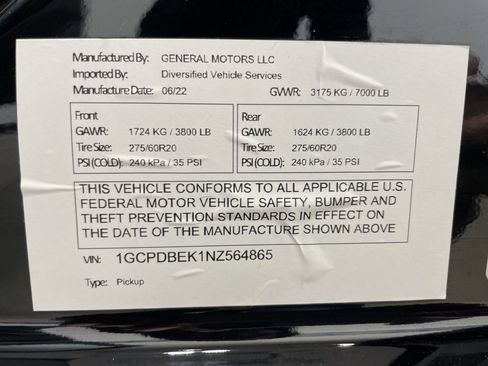 Manufactured By: GENERAL MOTORS LLC
Imported By: Diversified Vehicle Services
Manufacture Date: 06/22 GVWR: 3175 KG / 7000 LB
Front
GAWR: 1724 KG / 3800 LB
Tire Size: 275/60R20
PSI (COLD): 240 kPa / 35 PSI
Rear
GAWR: 1624 KG / 3800 LB
Tire Size: 275/60R20
PSI (COLD): 240 kPa / 35 PSI
THIS VEHICLE CONFORMS TO ALL APPLICABLE U.S.
FEDERAL MOTOR VEHICLE SAFETY, BUMPER AND
THEFT PREVENTION STANDARDS IN EFFECT ON
THE DATE OF THE MANUFACTURE SHOWN ABOVE
VIN: 1GCPDBEK1NZ564865
Type: Pickup